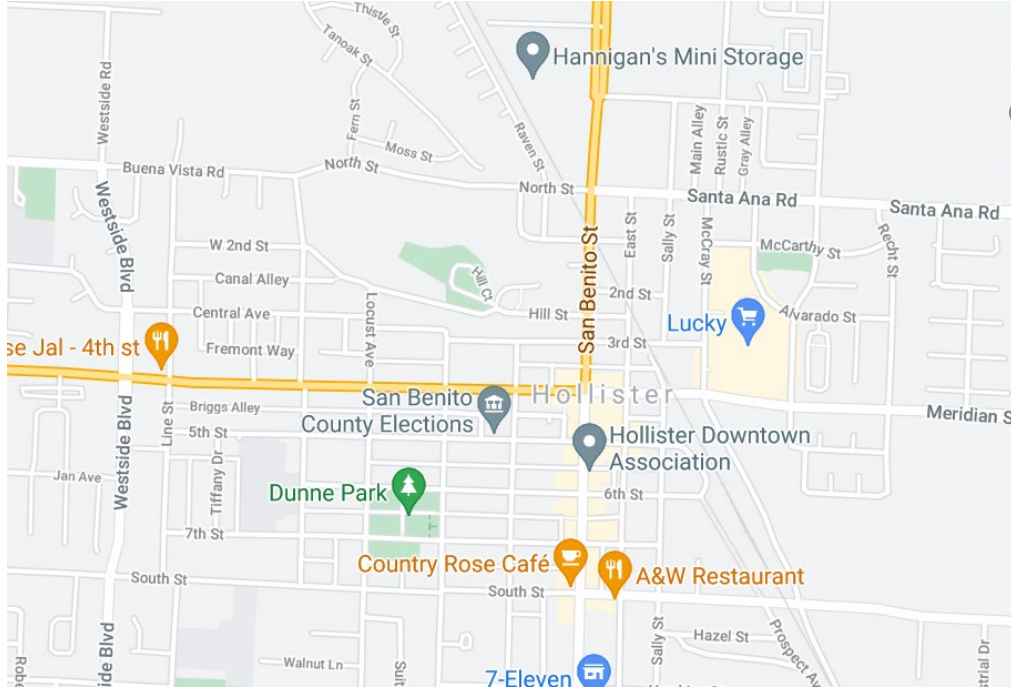 Thistle St
Tanoak St
Westside Rd
Hannigan's Mini Storage
Fern St
Moss St
Raven St
Main Alley
Rustic St
Gray Alley
Buena Vista Rd
North St
North St
Santa Ana Rd
Santa Ana Rd
Westside Blvd
W 2nd St
Canal Alley
Central Ave
Fremont Way
Locust Ave
Hill Ct
Hill St
San Benito St
East St
Sally St
McCray St
McCarthy St
Recht St
2nd St
3rd St
Lucky
Alvarado St
se Jal - 4th st
San Benito
County Elections
Hollister
Meridian S
Briggs Alley
5th St
Line St
Westside Blvd
Tiffany Dr
Jan Ave
Hollister Downtown
Association
6th St
Dunne Park
7th St
Country Rose Café
A&W Restaurant
South St
South St
Westside Blvd
Walnut Ln
Suit
Robe
7-Eleven
Sally St
Hazel St
Prospect Av
strial Dr